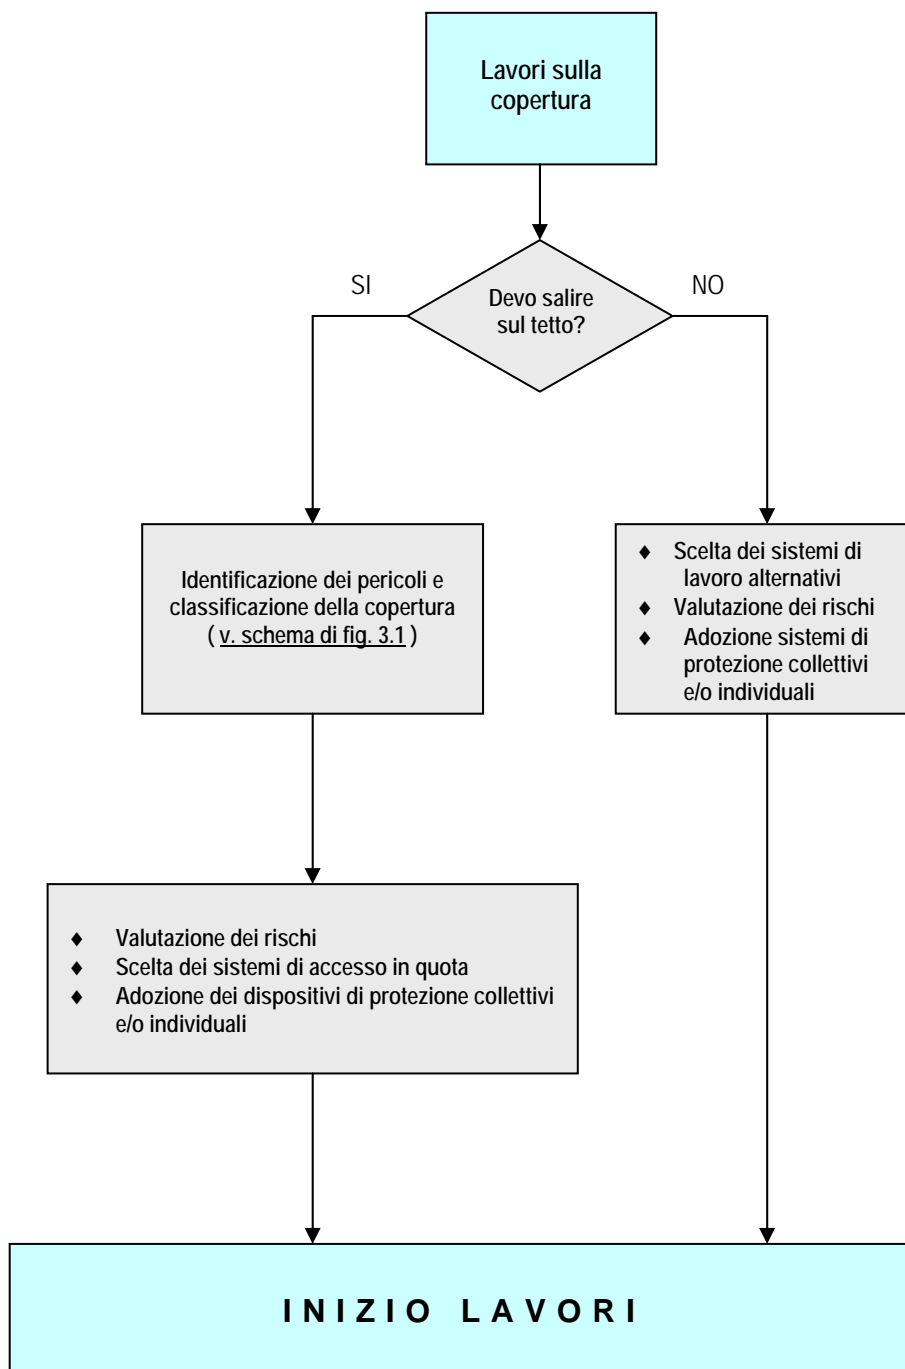 Lavori sulla
copertura
Devo salire
sul tetto?
SI
NO
Identificazione dei pericoli e
classificazione della copertura
( v. schema di fig. 3.1 )
♦ Scelta dei sistemi di
lavoro alternativi
♦ Valutazione dei rischi
♦ Adozione sistemi di
protezione collettivi
e/o individuali
♦ Valutazione dei rischi
♦ Scelta dei sistemi di accesso in quota
♦ Adozione dei dispositivi di protezione collettivi
e/o individuali
INIZIO LAVORI